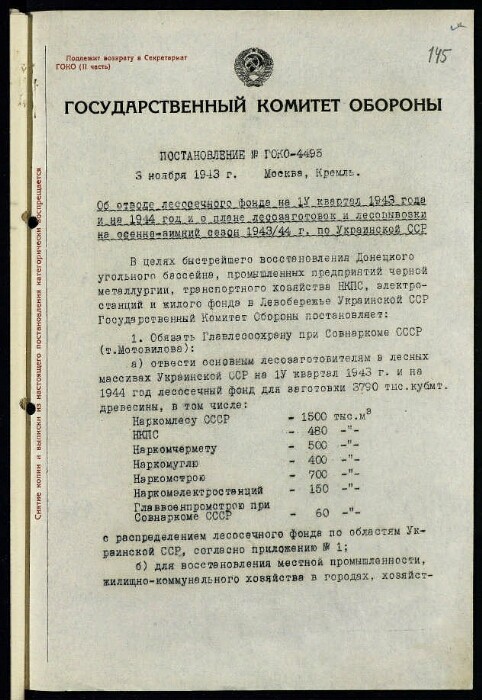 145
Подлежит возврату в Секретариат
ГОКО (II часть)
ГОСУДАРСТВЕННЫЙ КОМИТЕТ ОБОРОНЫ
ПОСТАНОВЛЕНИЕ № ГОКО-4495
3 ноября 1943 г. Москва, Кремль.
Об отводе лесосечного фонда на 1У квартал 1943 года
и на 1944 год и о плане лесозаготовок и лесовывозки
на осенне-зимний сезон 1943/44 г. по Украинской ССР
В целях быстрейшего восстановления Донецкого
угольного бассейна, промышленных предприятий черной
металлургии, транспортного хозяйства НКПС, электро-
станций и жилого фонда в Левобережье Украинской ССР
Государственный Комитет Обороны постановляет:
1. Обязать Главлесоохрану при Совнаркоме СССР
(т.Мотовилова):
а) отвести основным лесозаготовителям в лесных
массивах Украинской ССР на 1У квартал 1943 г. и на
1944 год лесосечный фонд для заготовки 3790 тыс.кубмт.
древесины, в том числе:
Наркомлесу СССР - 1500 тыс.м3
НКПС - 480 -"-
Наркомчермету - 500 -"-
Наркомуглю - 400 -"-
Наркомстрою - 700 -"-
Наркомэлектростанций - 150 -"-
Главвоенпромстрою при
Совнаркоме СССР - 60 -"-
с распределением лесосечного фонда по областям Ук-
раинской ССР, согласно приложению № 1;
б) для восстановления местной промышленности,
жилищно-коммунального хозяйства в городах, хозяйст-
Снятие копии и выписки из настоящего постановления категорически воспрещается